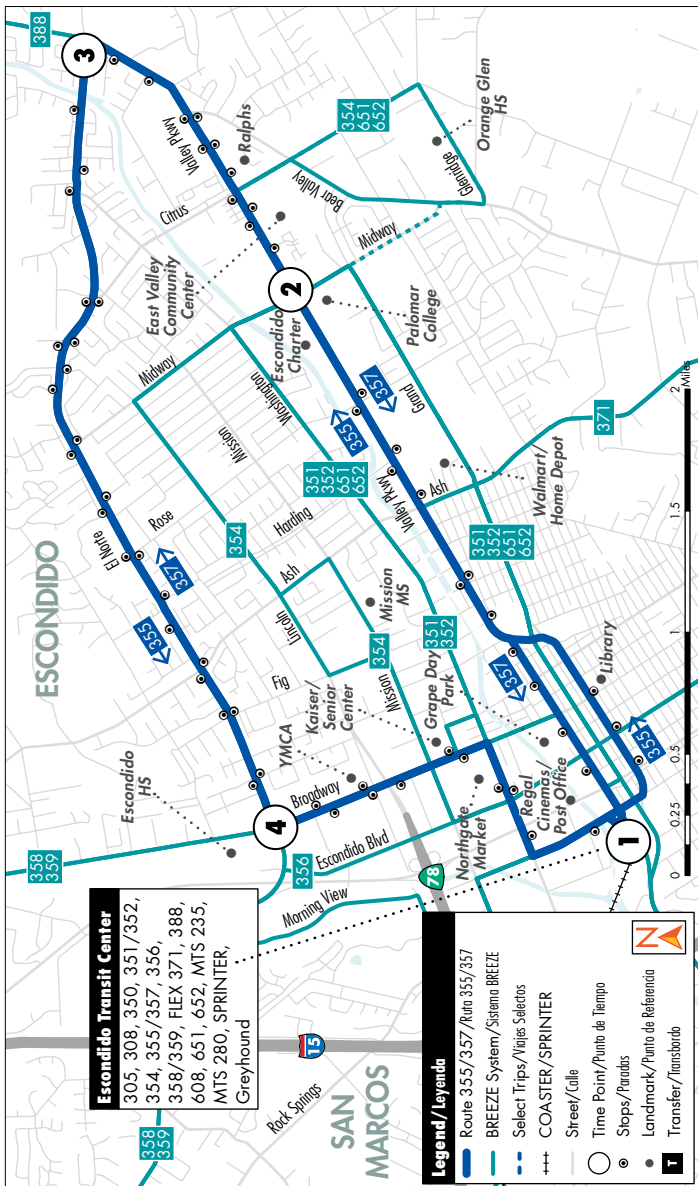 388
3
Valley Pkwy
Ralphs
354
651
652
Orange Glen
HS
Citrus
Bear Valley
Glenridge
East Valley
Community
Center
Midway
2
Escondido
Charter
Palomar
College
Midway
Washington
Mission
Grand
355
357
351
352
651
652
Valley Pkwy
Ash
Walmart/
Home Depot
371
ESCONDIDO
El Norte
Rose
Harding
354
357
355
Ash
Lincoln
Mission
MS
354
Fig
Mission
351
352
351
352
651
652
Escondido
HS
YMCA
Kaiser/
Senior
Center
Grape Day
Park
357
Library
4
Broadway
Northgate
Market
Regal
Cinemas/
Post Office
355
1
358
359
356
Escondido Blvd
Morning View
78
Escondido Transit Center
305, 308, 350, 351/352,
354, 355/357, 356,
358/359, FLEX 371, 388,
608, 651, 652, MTS 235,
MTS 280, SPRINTER,
Greyhound
15
358
359
Rock Springs
SAN
MARCOS
0 0.25 0.5 1 1.5 2
Miles
Legend/Leyenda
Route 355/357/Ruta 355/357
BREEZE System/Sistema BREEZE
Select Trips/Viajes Selectos
COASTER/SPRINTER
Street/Calle
Time Point/Punto de Tiempo
Stops/Paradas
Landmark/Punto de Referencia
T Transfer/Transbordo
N